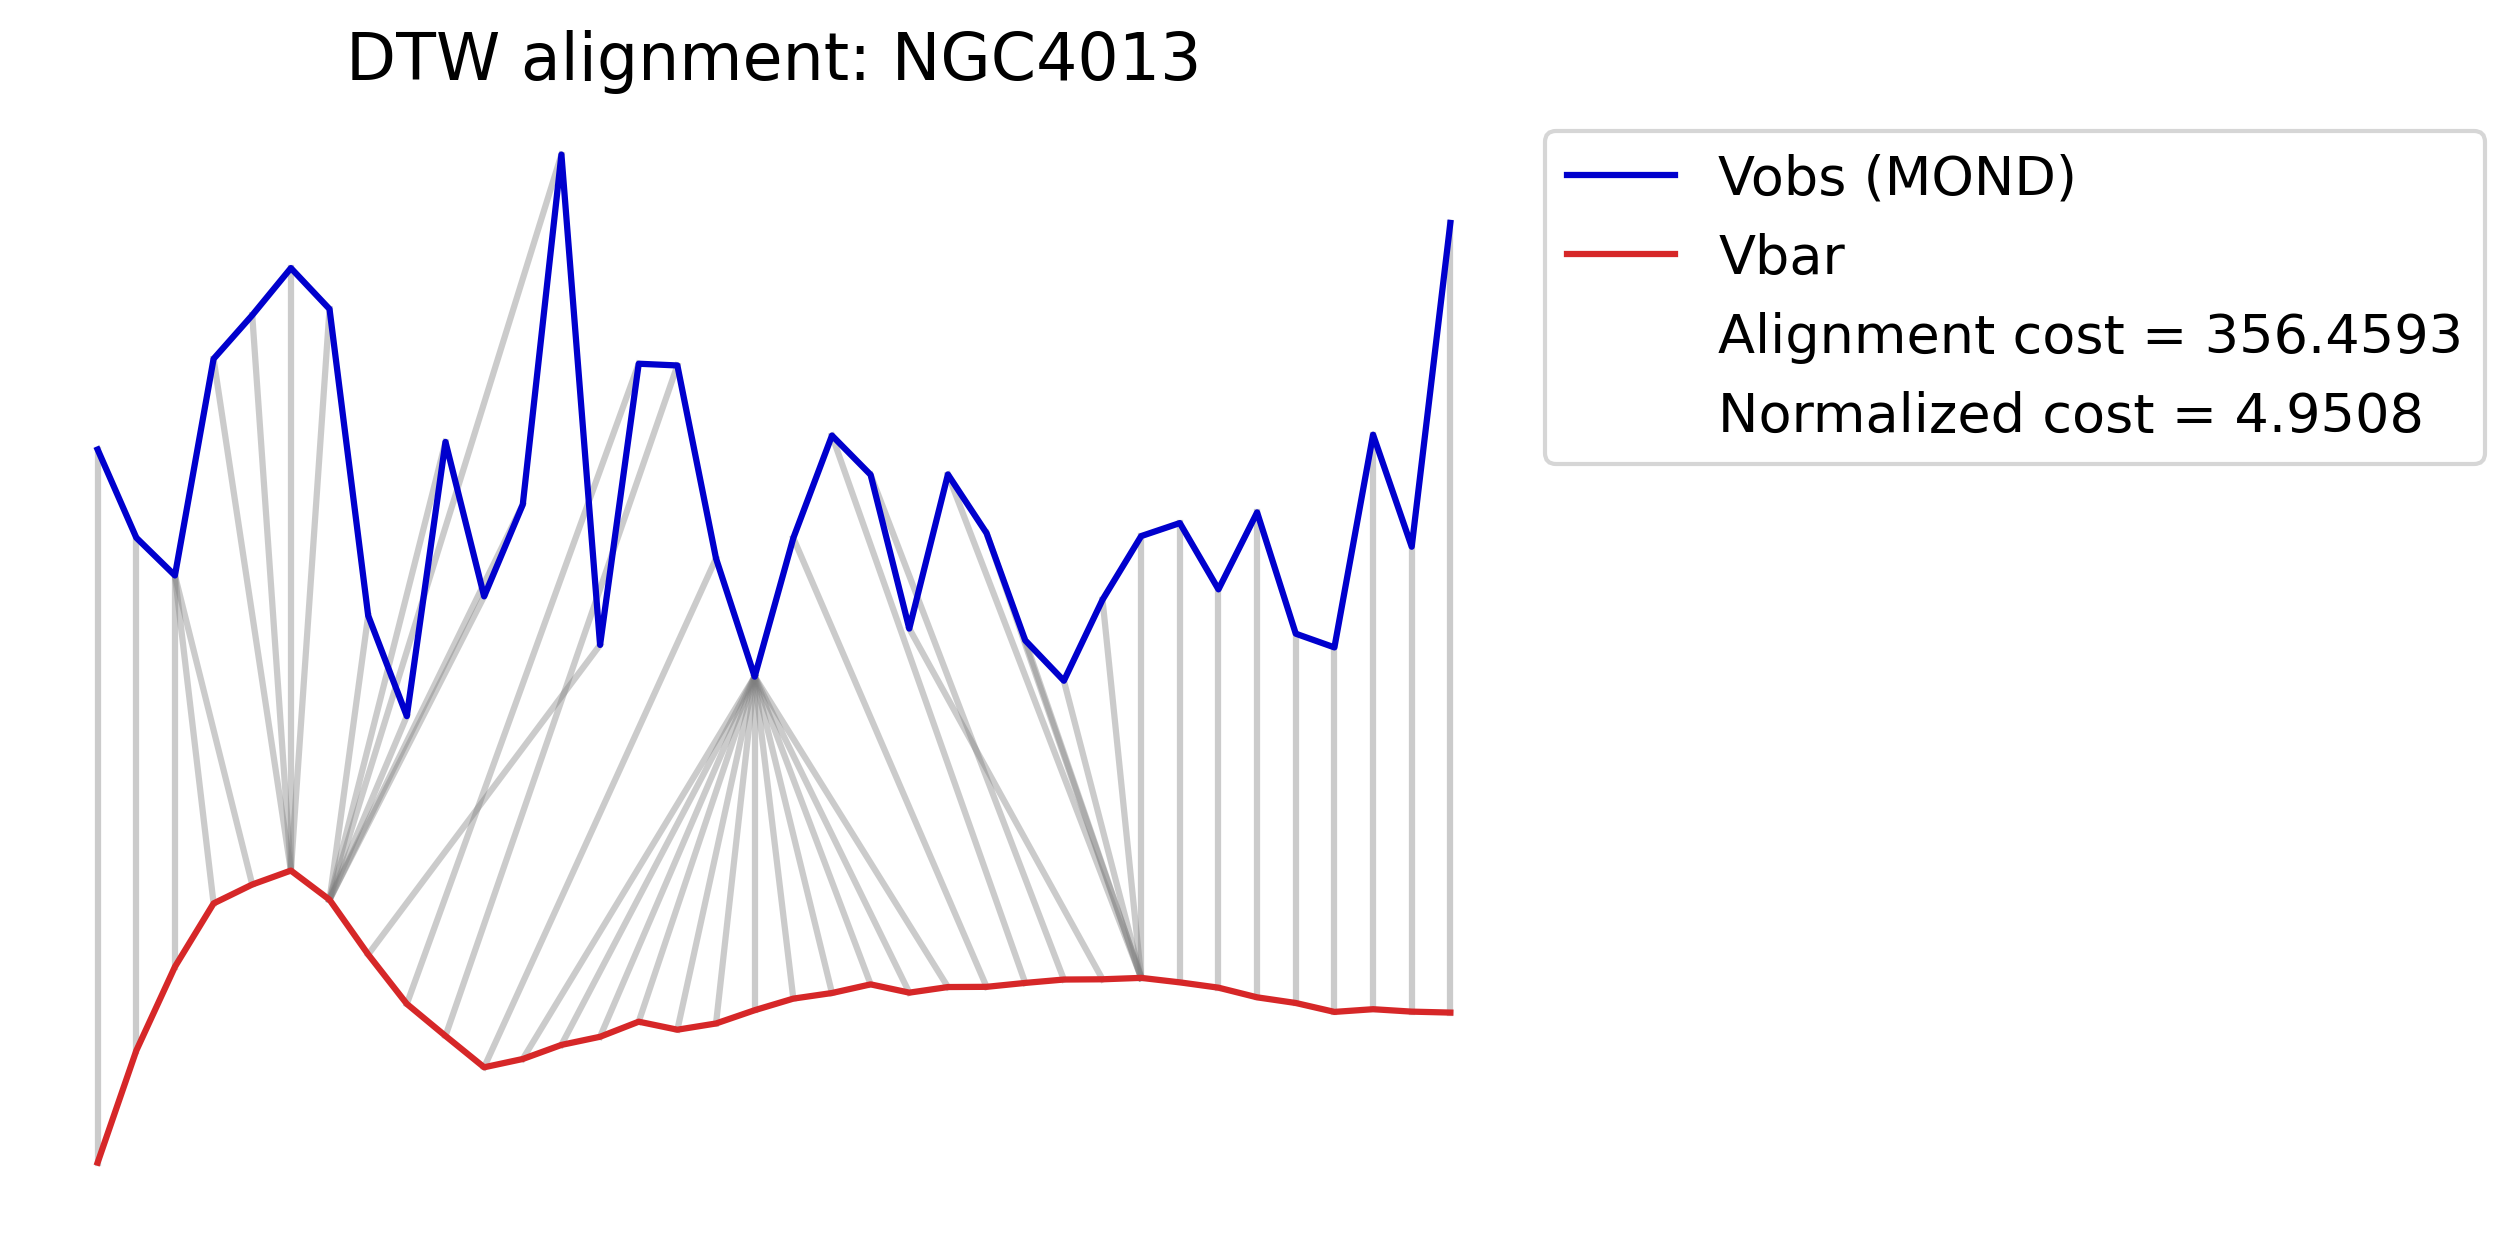 DTW alignment: NGC4013
Vobs (MOND)
Vbar
Alignment cost = 356.4593
Normalized cost = 4.9508